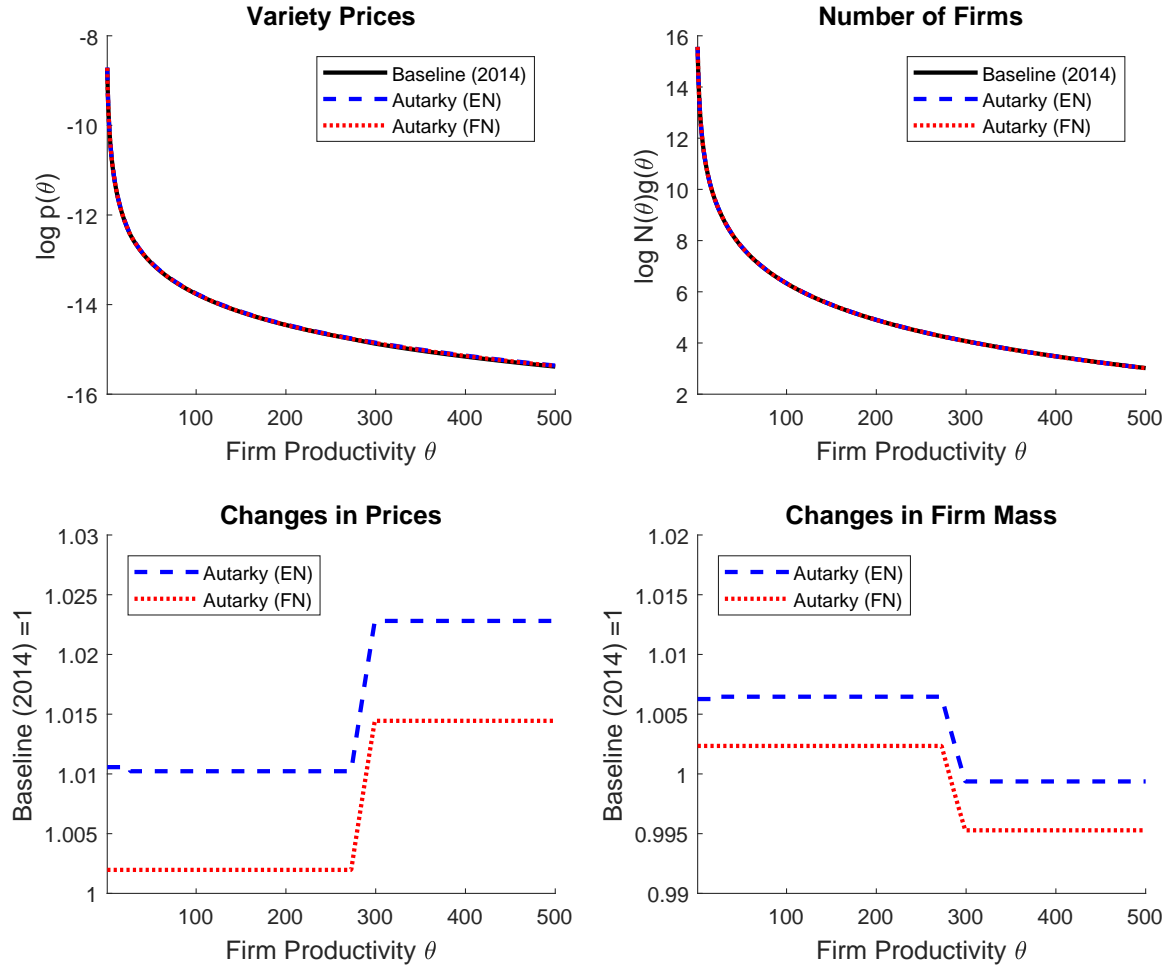 Variety Prices
-8
-10
-12
-14
-16
log p(θ)
Baseline (2014)
Autarky (EN)
Autarky (FN)
100
200
300
400
500
Firm Productivity θ
Number of Firms
16
14
12
10
8
6
4
2
log N(θ)g(θ)
Baseline (2014)
Autarky (EN)
Autarky (FN)
100
200
300
400
500
Firm Productivity θ
Changes in Prices
1.03
1.025
1.02
1.015
1.01
1.005
1
Baseline (2014) =1
Autarky (EN)
Autarky (FN)
100
200
300
400
500
Firm Productivity θ
Changes in Firm Mass
1.02
1.015
1.01
1.005
1
0.995
0.99
Baseline (2014) =1
Autarky (EN)
Autarky (FN)
100
200
300
400
500
Firm Productivity θ